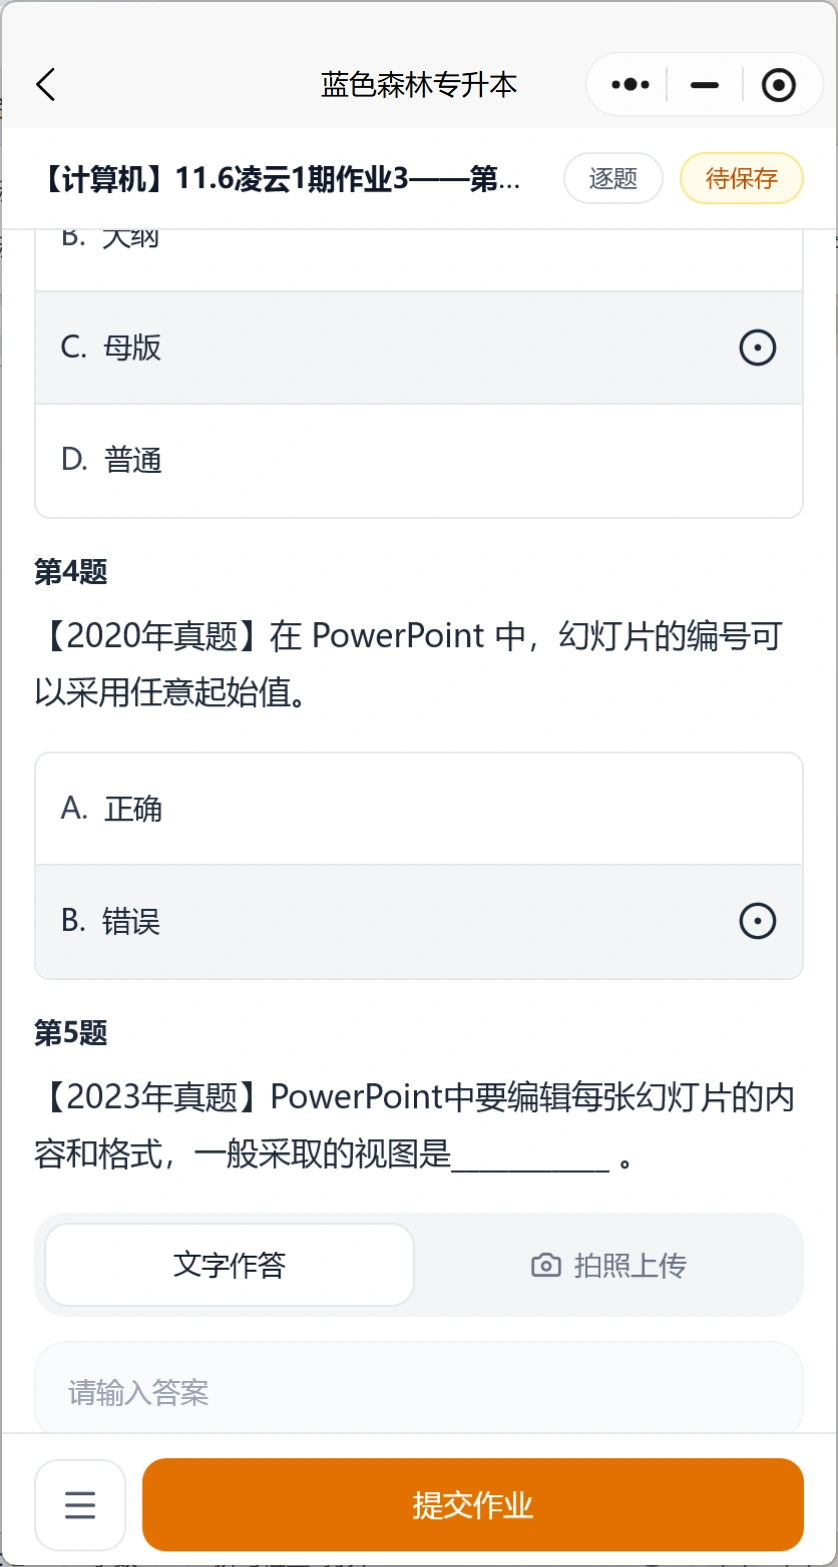 蓝色森林专升本
【计算机】11.6凌云1期作业3——第...
逐题
待保存
B. 大纲
C. 母版
D. 普通
第4题
【2020年真题】在 PowerPoint 中，幻灯片的编号可
以采用任意起始值。
A. 正确
B. 错误
第5题
【2023年真题】PowerPoint中要编辑每张幻灯片的内
容和格式，一般采取的视图是__________ 。
文字作答
拍照上传
请输入答案
提交作业